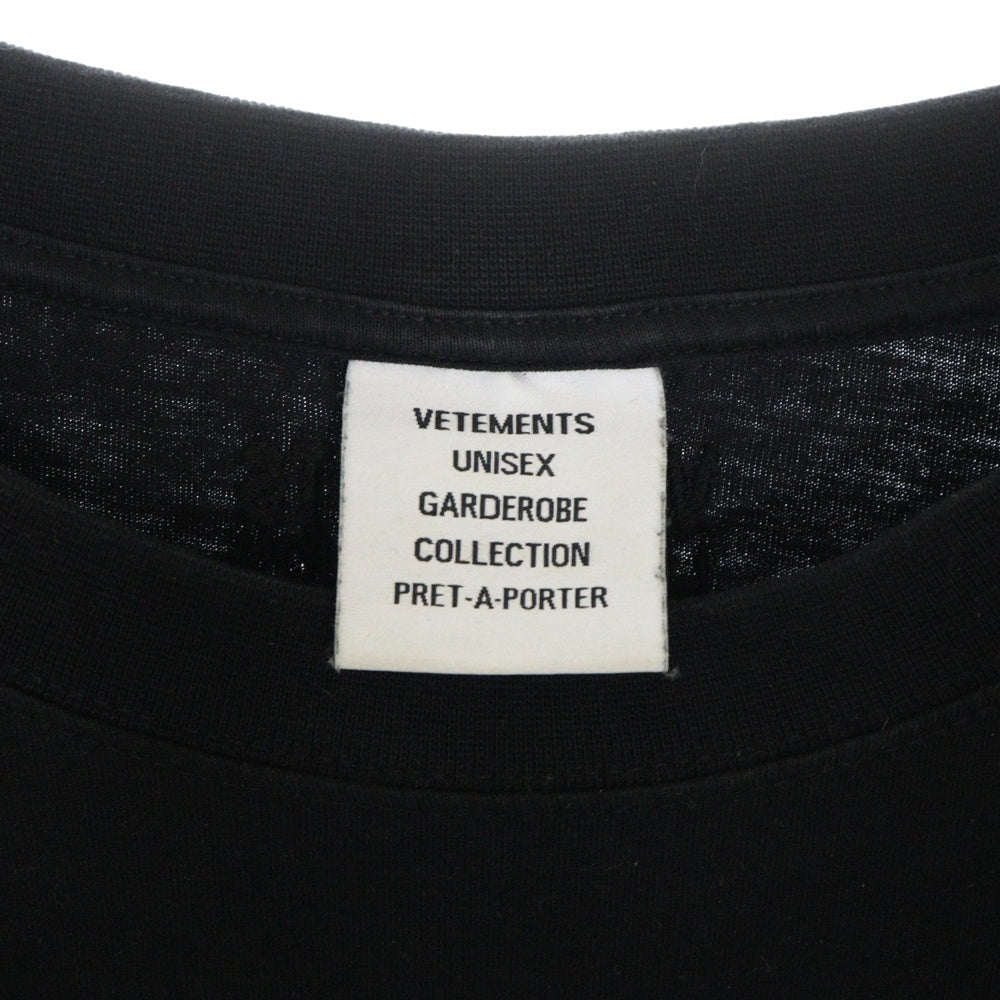 VETEMENTS
UNISEX
GARDEROBE
COLLECTION
PRET-A-PORTER